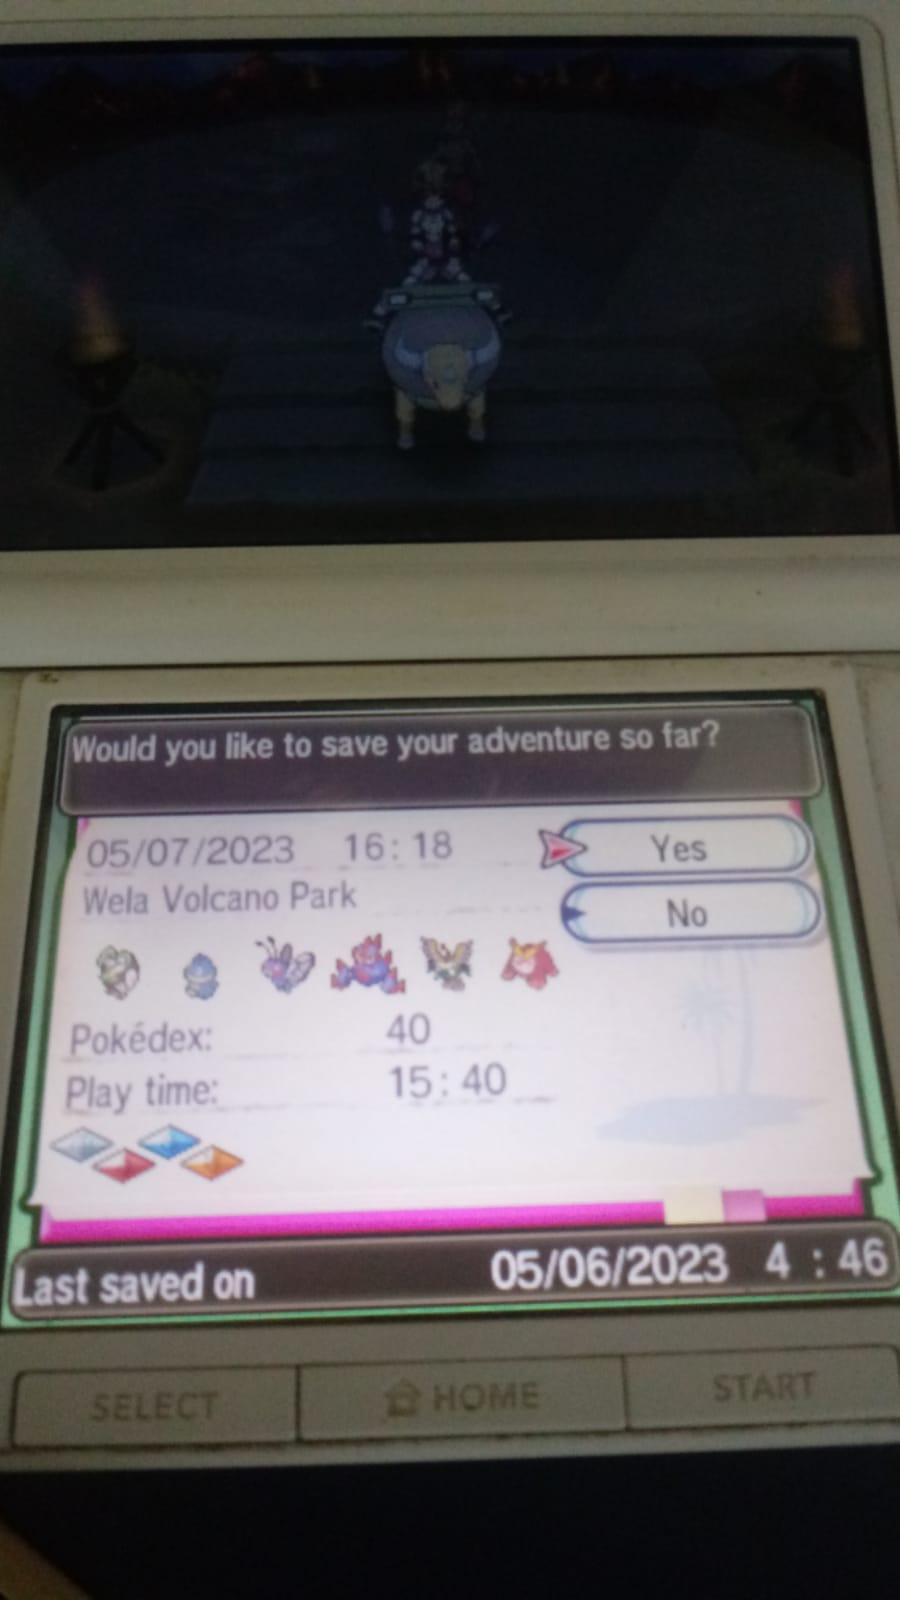 Would you like to save your adventure so far?
05/07/2023 16:18
Yes
Wela Volcano Park
No
Pokédex: 40
Play time: 15:40
Last saved on 05/06/2023 4:46
SELECT HOME START